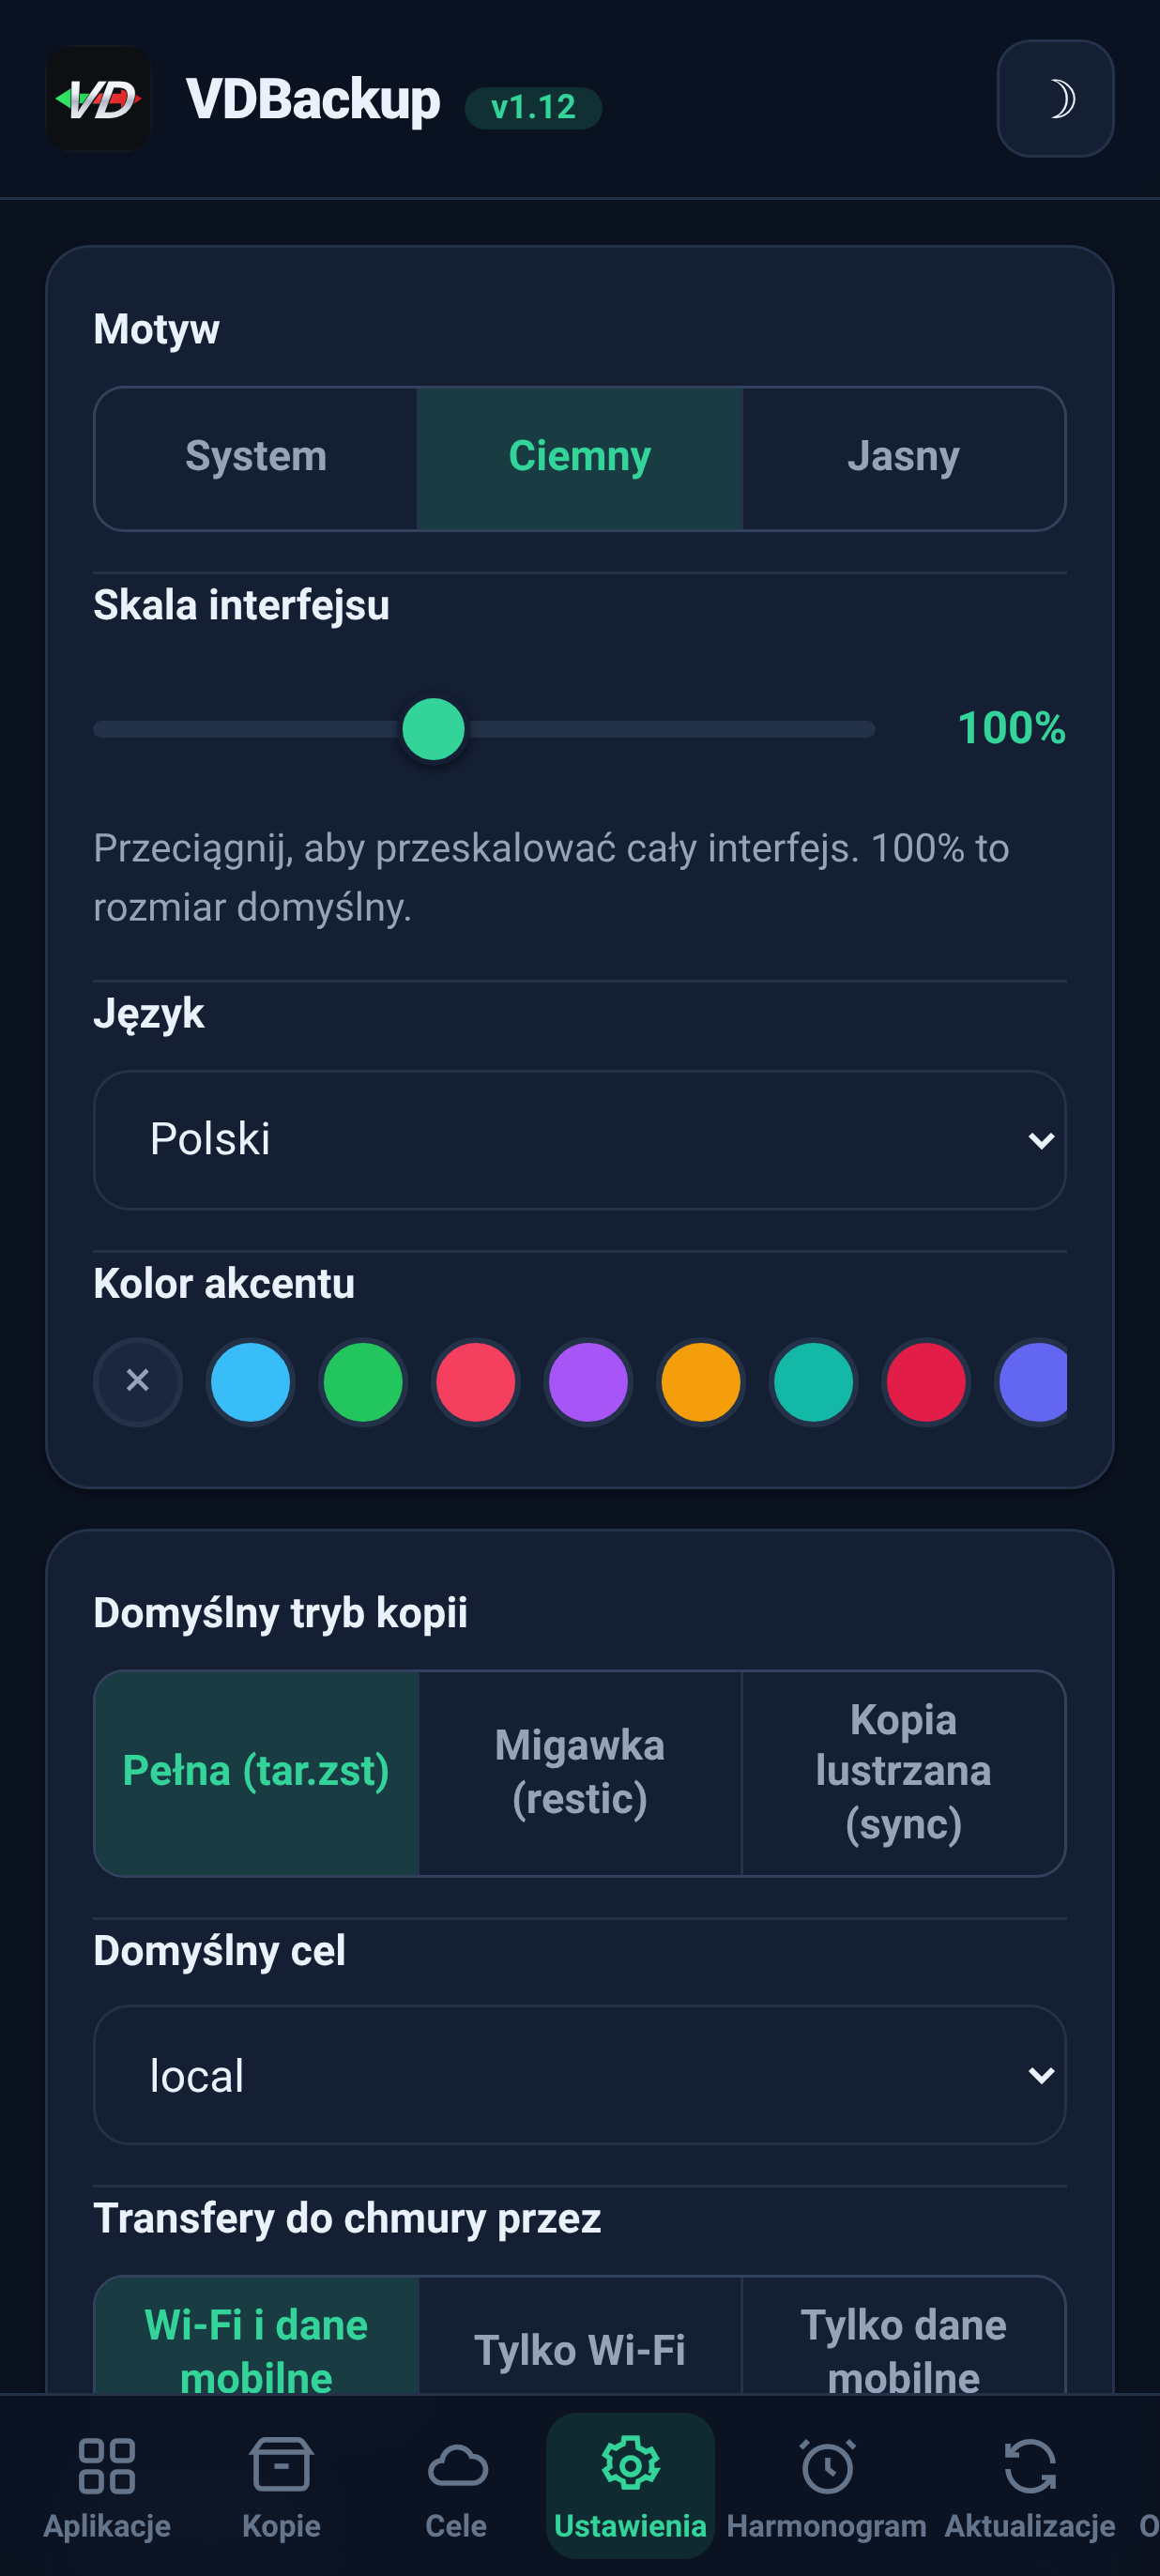 VD
VDBackup v1.12
Motyw
System Ciemny Jasny
Skala interfejsu
100%
Przeciągnij, aby przeskalować cały interfejs. 100% to
rozmiar domyślny.
Język
Polski
Kolor akcentu
×
Domyślny tryb kopii
Pełna (tar.zst)
Migawka
(restic)
Kopia
lustrzana
(sync)
Domyślny cel
local
Transfery do chmury przez
Wi-Fi i dane
mobilne
Tylko Wi-Fi
Tylko dane
mobilne
Aplikacje Kopie Cele Ustawienia Harmonogram Aktualizacje